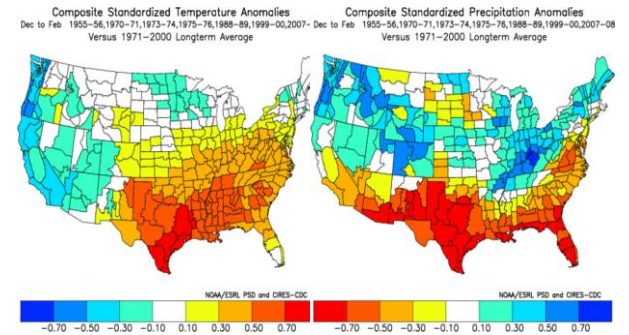 Composite Standardized Temperature Anomalies
Dec to Feb 1955-56,1970-71,1973-74,1975-76,1988-89,1999-00,2007-
Versus 1971-2000 Longterm Average
NOAA/ESRL PSD and CIRES-CDC
-0.70 -0.50 -0.30 -0.10 0.10 0.30 0.50 0.70
Composite Standardized Precipitation Anomalies
Dec to Feb 1955-56,1970-71,1973-74,1975-76,1988-89,1999-00,2007-08
Versus 1971-2000 Longterm Average
NOAA/ESRL PSD and CIRES-CDC
-0.70 -0.50 -0.30 -0.10 0.10 0.30 0.50 0.70